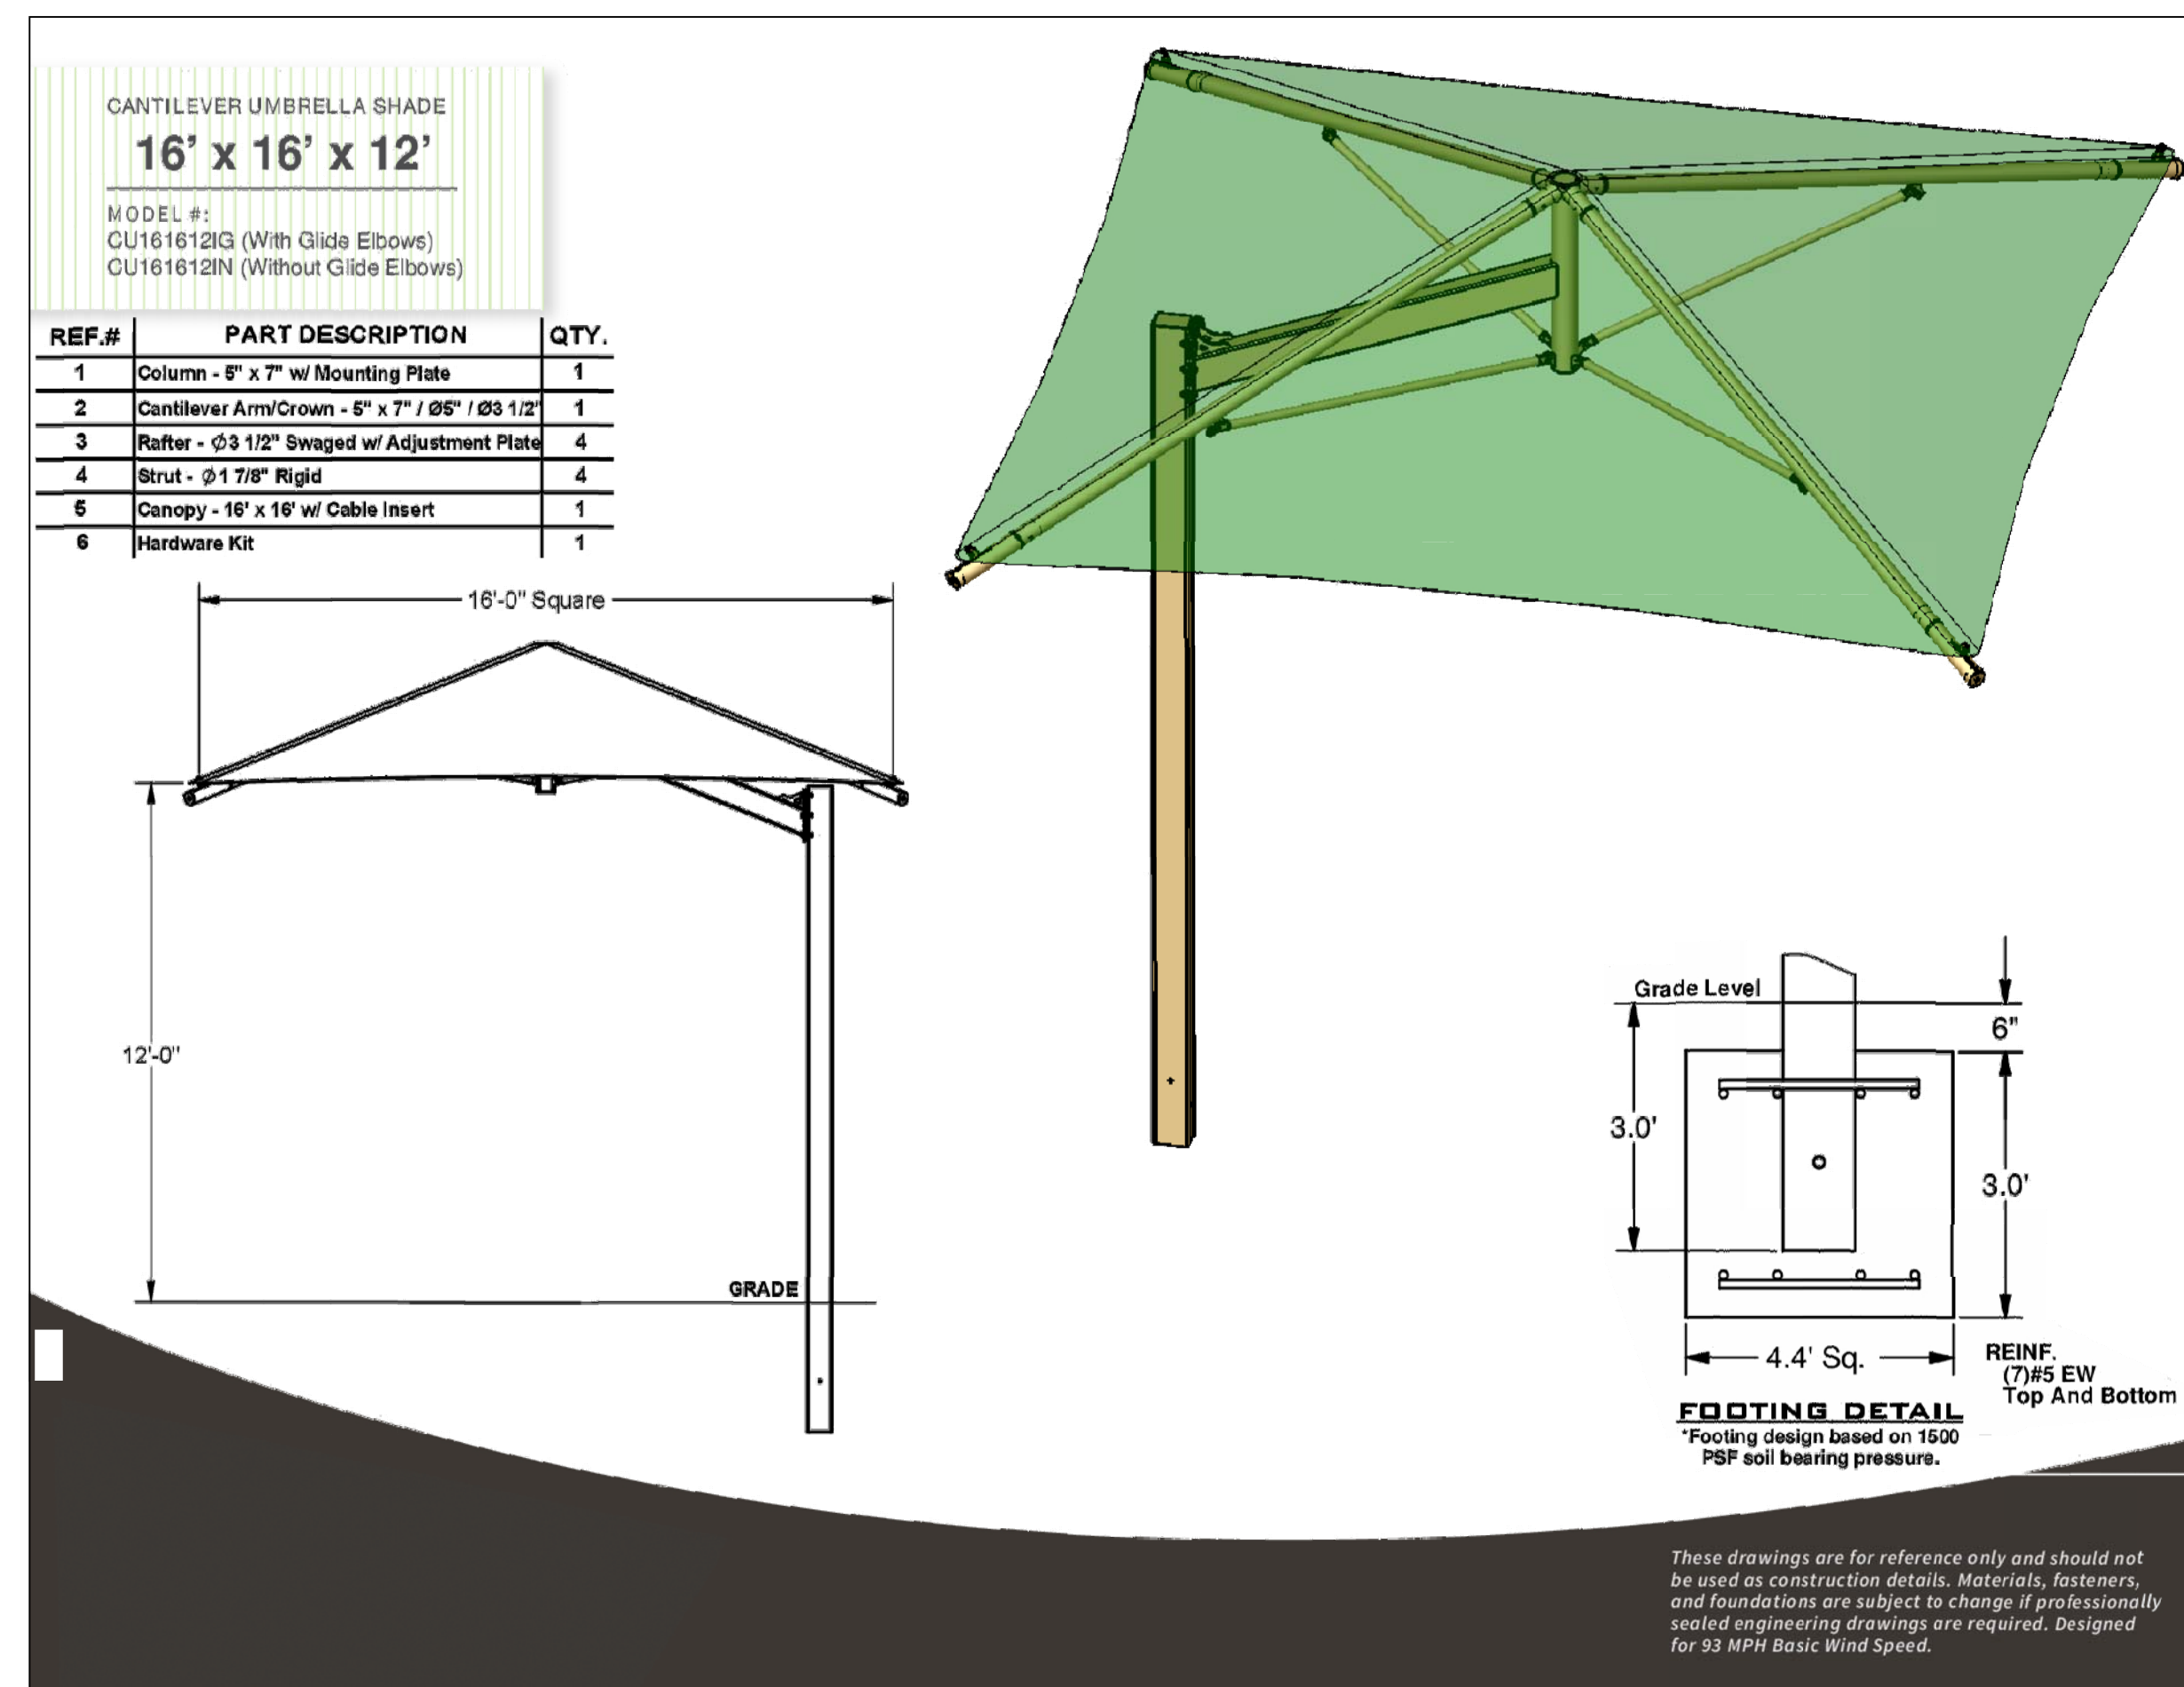 CANTILEVER UMBRELLA SHADE
16’ x 16’ x 12’
MODEL #:
CU161612IG (With Glide Elbows)
CU161612IN (Without Glide Elbows)
REF.# PART DESCRIPTION QTY.
1 Column - 5" x 7" w/ Mounting Plate 1
2 Cantilever Arm/Crown - 5" x 7" / Ø5" / Ø3 1/2" 1
3 Rafter - Ø3 1/2" Swaged w/ Adjustment Plate 4
4 Strut - Ø1 7/8" Rigid 4
5 Canopy - 16' x 16' w/ Cable Insert 1
6 Hardware Kit 1
16'-0" Square
12'-0"
GRADE
Grade Level
6"
3.0'
3.0'
4.4' Sq.
REINF.
(7)#5 EW
Top And Bottom
FOOTING DETAIL
*Footing design based on 1500
PSF soil bearing pressure.
These drawings are for reference only and should not
be used as construction details. Materials, fasteners,
and foundations are subject to change if professionally
sealed engineering drawings are required. Designed
for 93 MPH Basic Wind Speed.